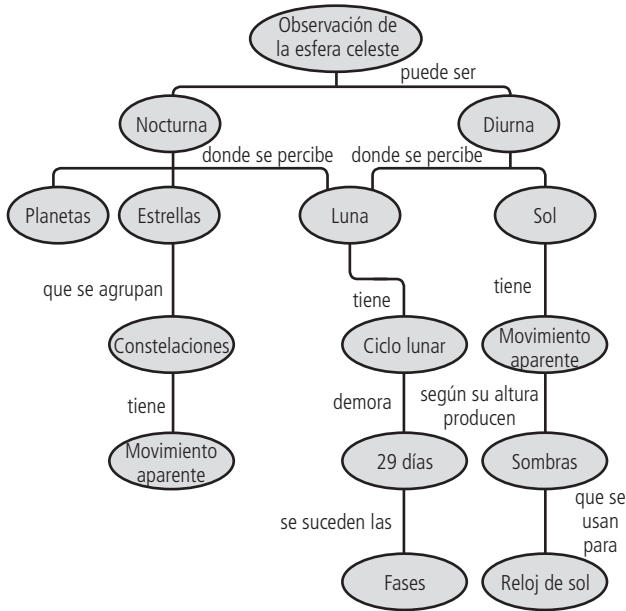 Observación de
la esfera celeste
puede ser
Nocturna
Diurna
donde se percibe
donde se percibe
Planetas
Estrellas
Luna
Sol
que se agrupan
tiene
tiene
Constelaciones
Ciclo lunar
Movimiento
aparente
tiene
demora
según su altura
producen
Movimiento
aparente
29 días
Sombras
se suceden las
que se
usan
para
Fases
Reloj de sol